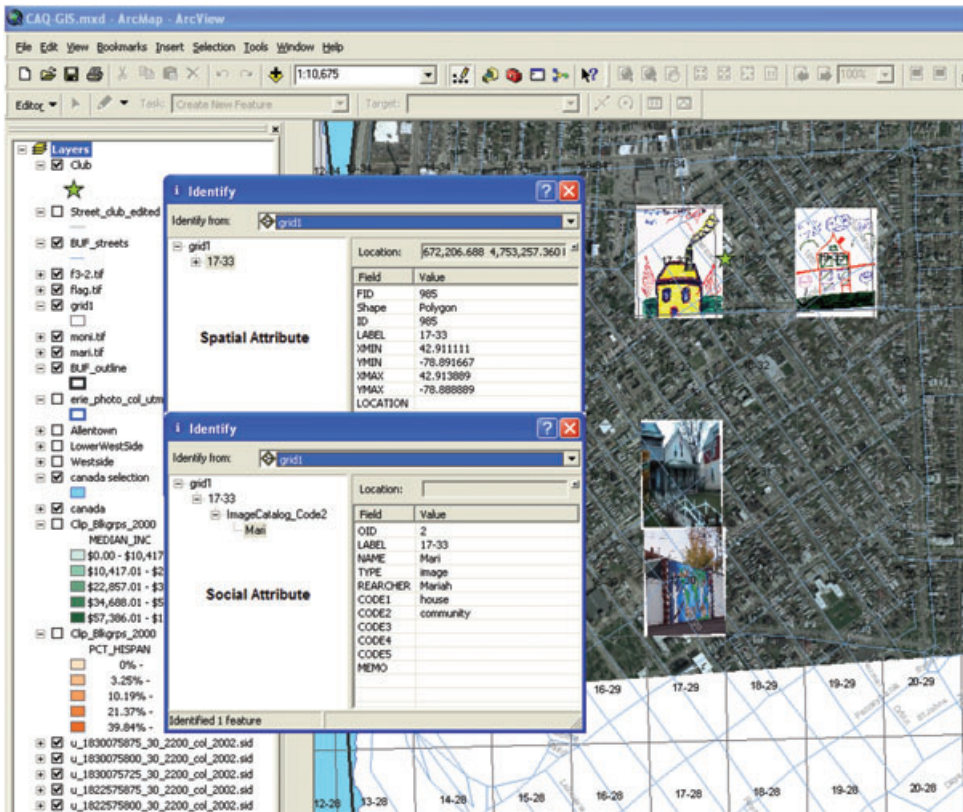 CAQ-GIS.mxd - ArcMap - ArcView
File Edit View Bookmarks Insert Selection Tools Window Help
1:10,675
100%
Editor
Task: Create New Feature
Target:
Layers
Club
Street_club_edited
BUF_streets
f3-2.tif
flag.tif
grid1
moni.tif
mari.tif
BUF_outline
erie_photo_col_utm
Allentown
LowerWestSide
Westside
canada selection
canada
Clip_Blkgrps_2000
MEDIAN_INC
$0.00 - $10,417
$10,417.01 - $2
$22,857.01 - $3
$34,688.01 - $5
$57,386.01 - $1
Clip_Blkgrps_2000
PCT_HISPAN
0% -
3.25% -
10.19% -
21.37% -
39.84% -
u_1830075875_30_2200_col_2002.sid
u_1830075800_30_2200_col_2002.sid
u_1830075725_30_2200_col_2002.sid
u_1822575875_30_2200_col_2002.sid
u_1822575800_30_2200_col_2002.sid
Identify
Identify from: grid1
grid1
17-33
Spatial Attribute
Location: 672,206.688 4,753,257.360
Field Value
FID 985
Shape Polygon
ID 985
LABEL 17-33
XMIN 42.911111
YMIN -78.891667
XMAX 42.913889
YMAX -78.888889
LOCATION
Identify
Identify from: grid1
grid1
17-33
ImageCatalog_Code2
Mari
Social Attribute
Location:
Field Value
OID 2
LABEL 17-33
NAME Mari
TYPE image
REARCHER Mariah
CODE1 house
CODE2 community
CODE3
CODE4
CODE5
MEMO
Identified 1 feature
17-34
16-29 17-29 18-29 19-29 20-29
12-28 13-28 14-28 15-28 16-28 17-28 18-28 19-28 20-28